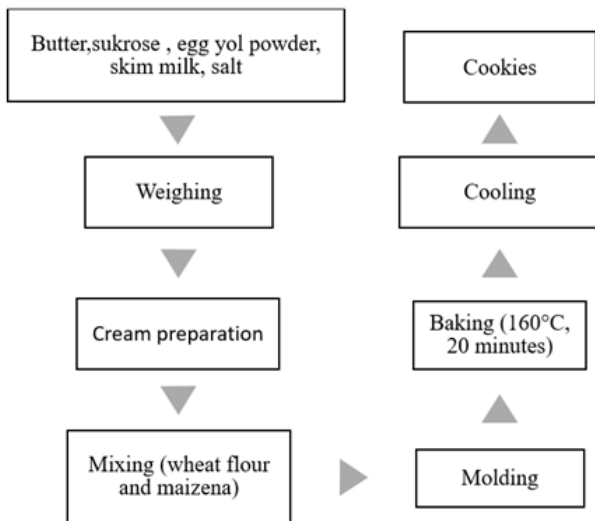 Butter,sukrose , egg yol powder,
skim milk, salt
Weighing
Cream preparation
Mixing (wheat flour
and maizena)
Molding
Baking (160°C,
20 minutes)
Cooling
Cookies